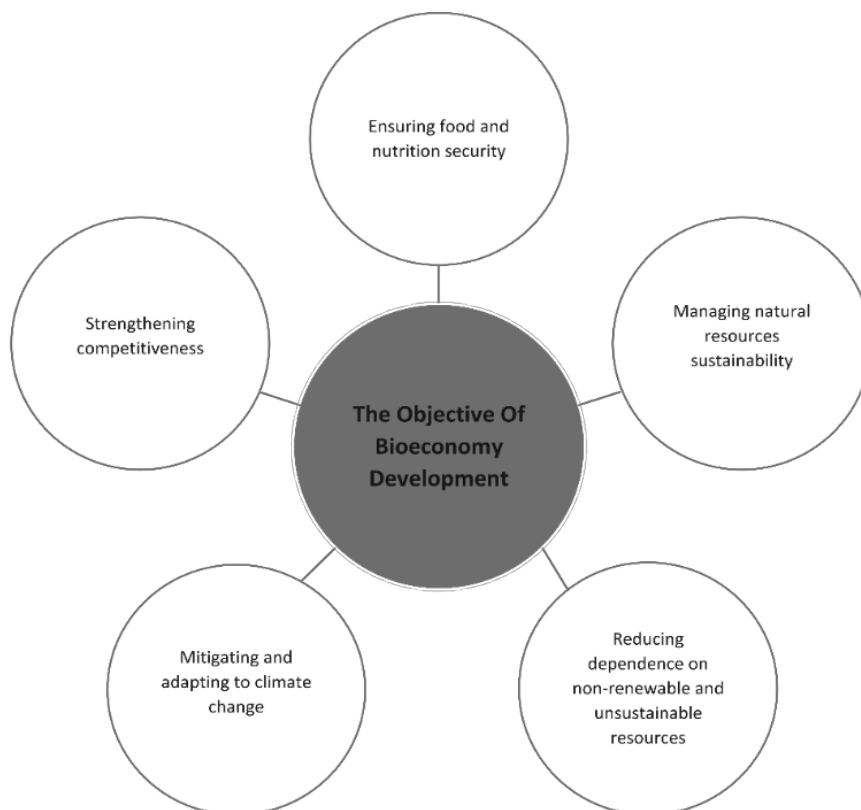 Ensuring food and
nutrition security
Strengthening
competitiveness
Managing natural
resources
sustainability
The Objective Of
Bioeconomy
Development
Mitigating and
adapting to climate
change
Reducing
dependence on
non-renewable and
unsustainable
resources